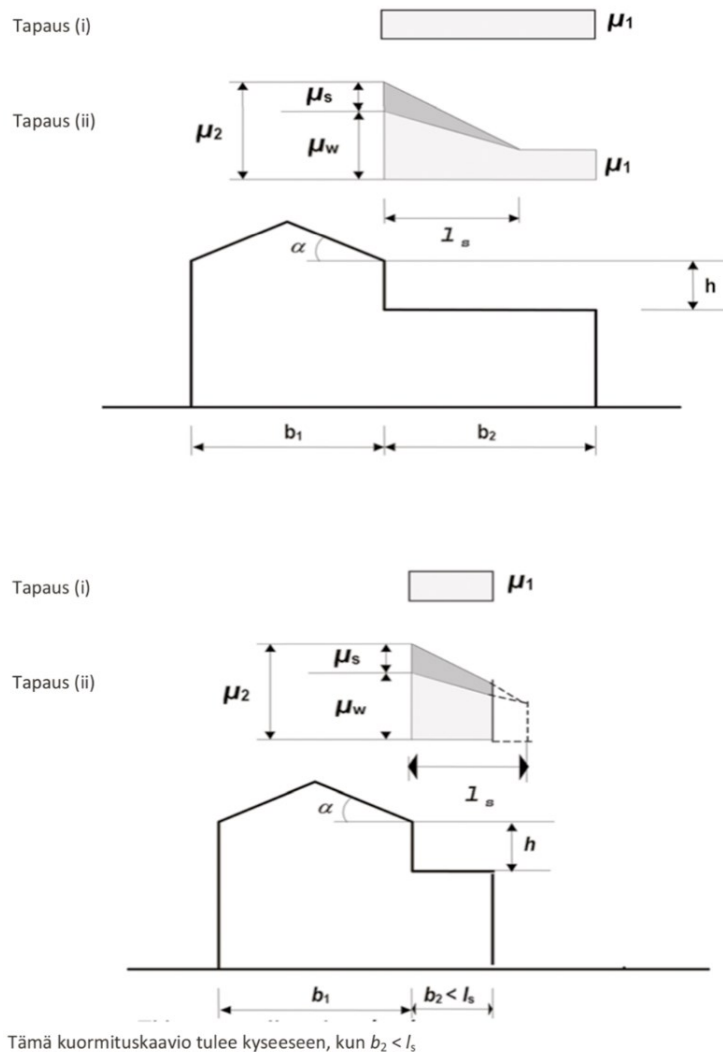 Tapaus (i)
μ1
Tapaus (ii)
μs
μ2
μw
μ1
ls
α
h
b1
b2
Tapaus (i)
μ1
Tapaus (ii)
μs
μ2
μw
ls
α
h
b1
b2 < ls
Tämä kuormituskaavio tulee kyseeseen, kun b2 < ls